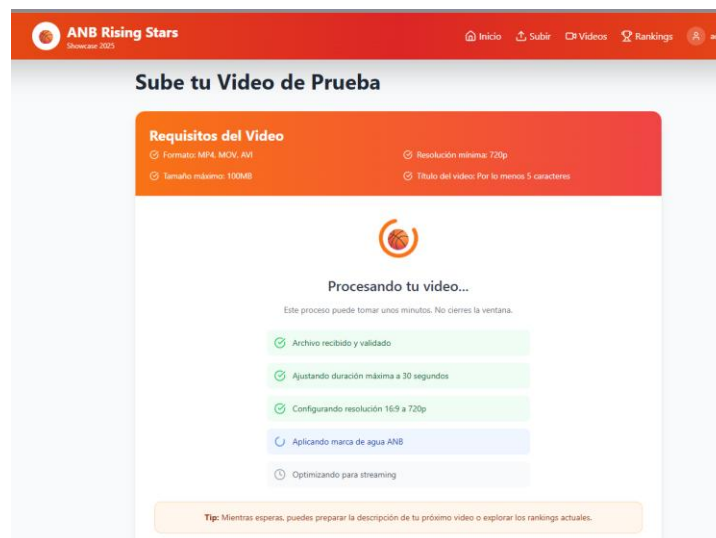 ANB Rising Stars
Showcase 2025
Inicio Subir Videos Rankings
Sube tu Video de Prueba
Requisitos del Video
Formato: MP4, MOV, AVI
Resolución mínima: 720p
Tamaño máximo: 100MB
Título del video: Por lo menos 5 caracteres
Procesando tu video...
Este proceso puede tomar unos minutos. No cierres la ventana.
Archivo recibido y validado
Ajustando duración máxima a 30 segundos
Configurando resolución 16:9 a 720p
Aplicando marca de agua ANB
Optimizando para streaming
Tip: Mientras esperas, puedes preparar la descripción de tu próximo video o explorar los rankings actuales.